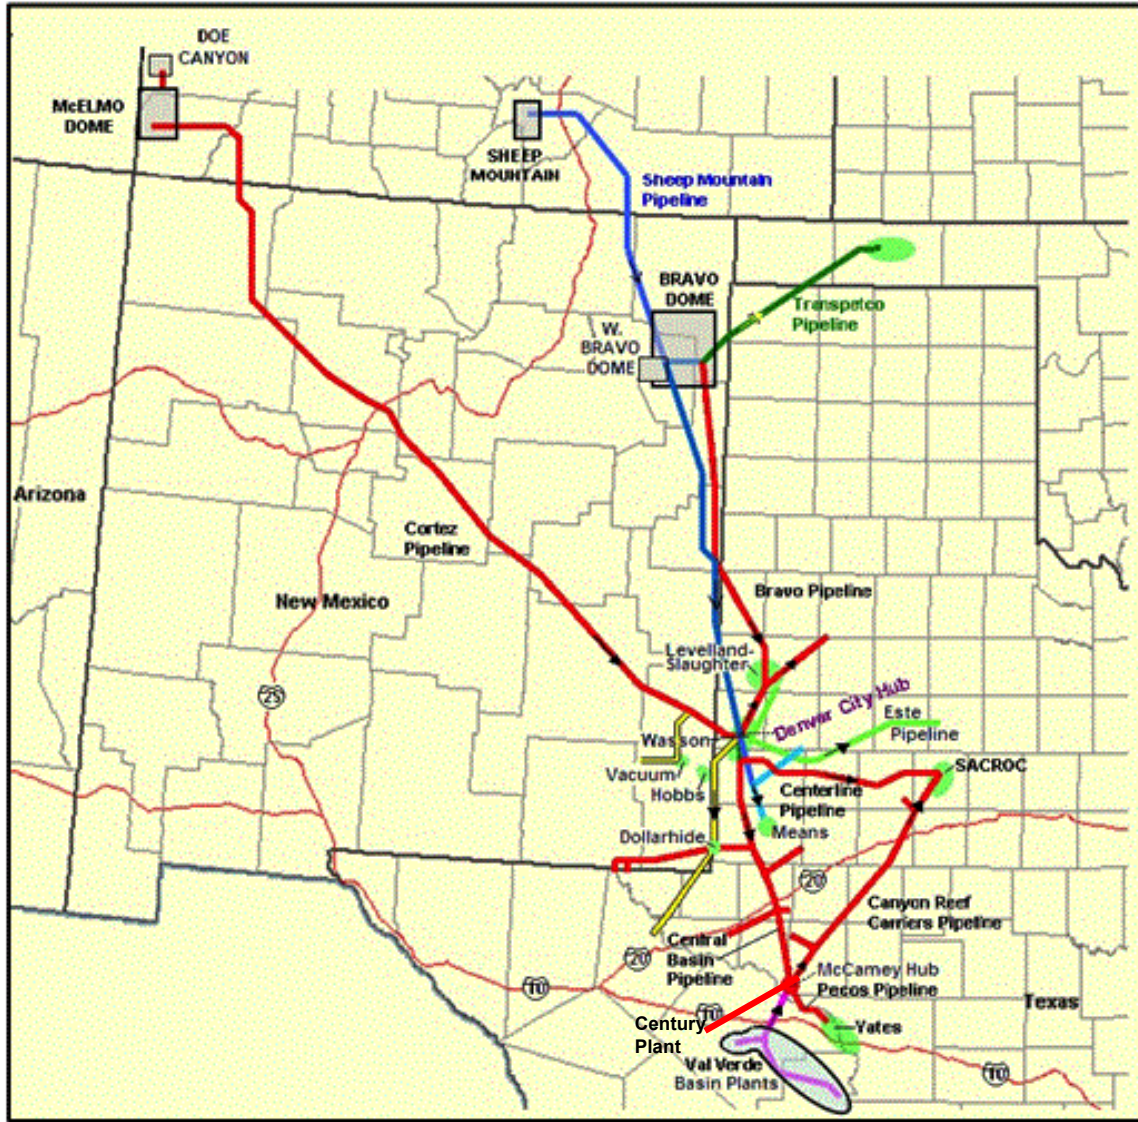 DOE
CANYON
McELMO
DOME
SHEEP
MOUNTAIN
Sheep Mountain
Pipeline
BRAVO
DOME
Transpetco
Pipeline
W.
BRAVO
DOME
Arizona
Cortez
Pipeline
New Mexico
Bravo Pipeline
Levelland-
Slaughter
25
Denver City Hub
Este
Pipeline
Wasson
Vacuum
Hobbs
SACROC
Centerline
Pipeline
Means
Dollarhide
20
Canyon Reef
Carriers Pipeline
Central
Basin
Pipeline
20
McCamey Hub
Pecos Pipeline
10
Texas
10
Century
Plant
Yates
Val Verde
Basin Plants
10